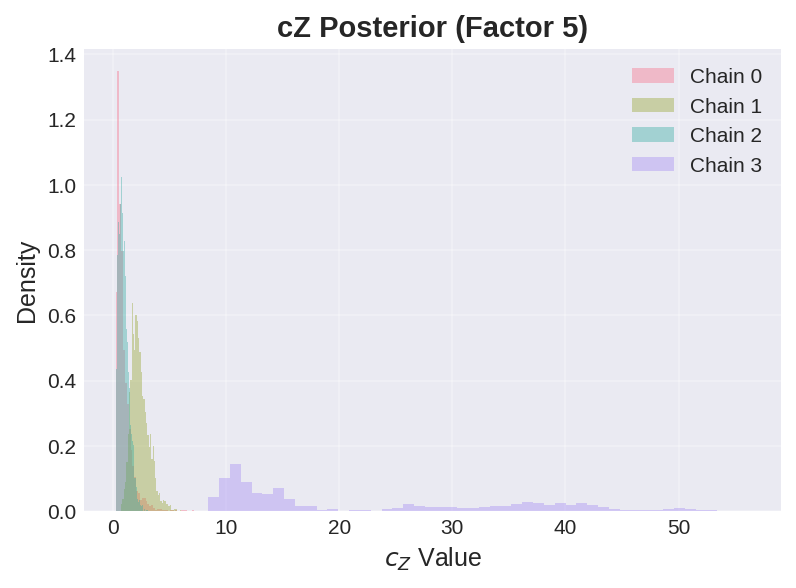 cZ Posterior (Factor 5)
1.4
1.2
1.0
0.8
0.6
0.4
0.2
0.0
Density
Chain 0
Chain 1
Chain 2
Chain 3
0 10 20 30 40 50
cZ Value